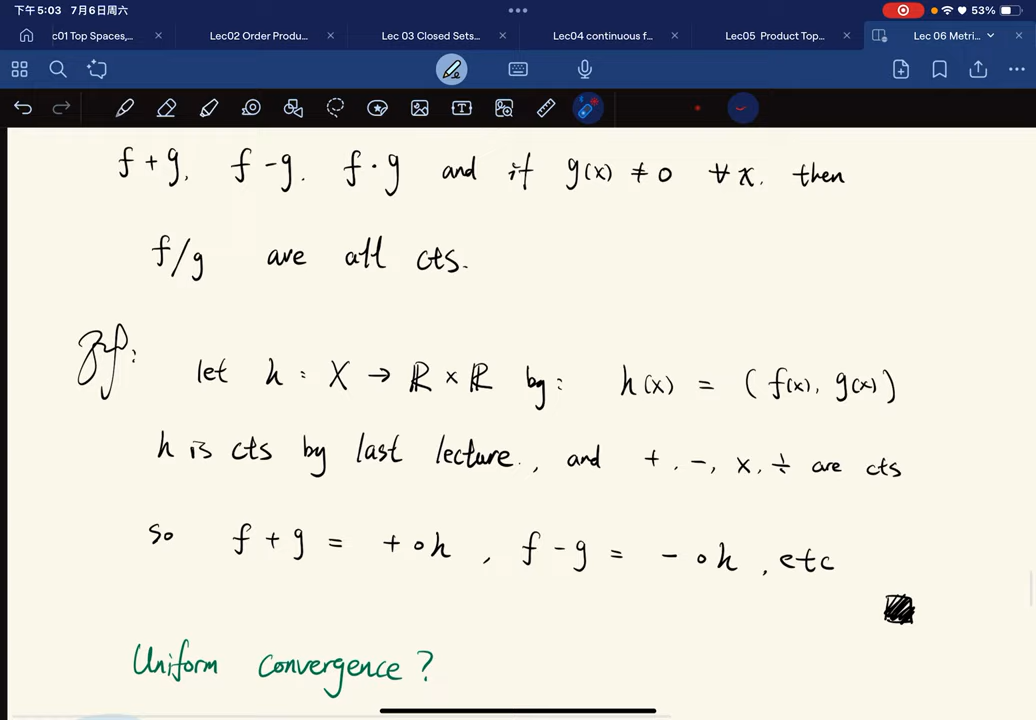 下午5:03 7月6日周六
53%
c01 Top Spaces,…
Lec02 Order Produ…
Lec 03 Closed Sets…
Lec04 continuous f…
Lec05 Product Top…
Lec 06 Metri…
f+g, f-g, f·g and if g(x) ≠ 0 ∀x, then
f/g are all cts.
Pf: let h : X → ℝ × ℝ by: h(x) = (f(x), g(x))
h is cts by last lecture., and +, -, ×, ÷ are cts
so f + g = + ∘ h, f - g = - ∘ h, etc
Uniform convergence?